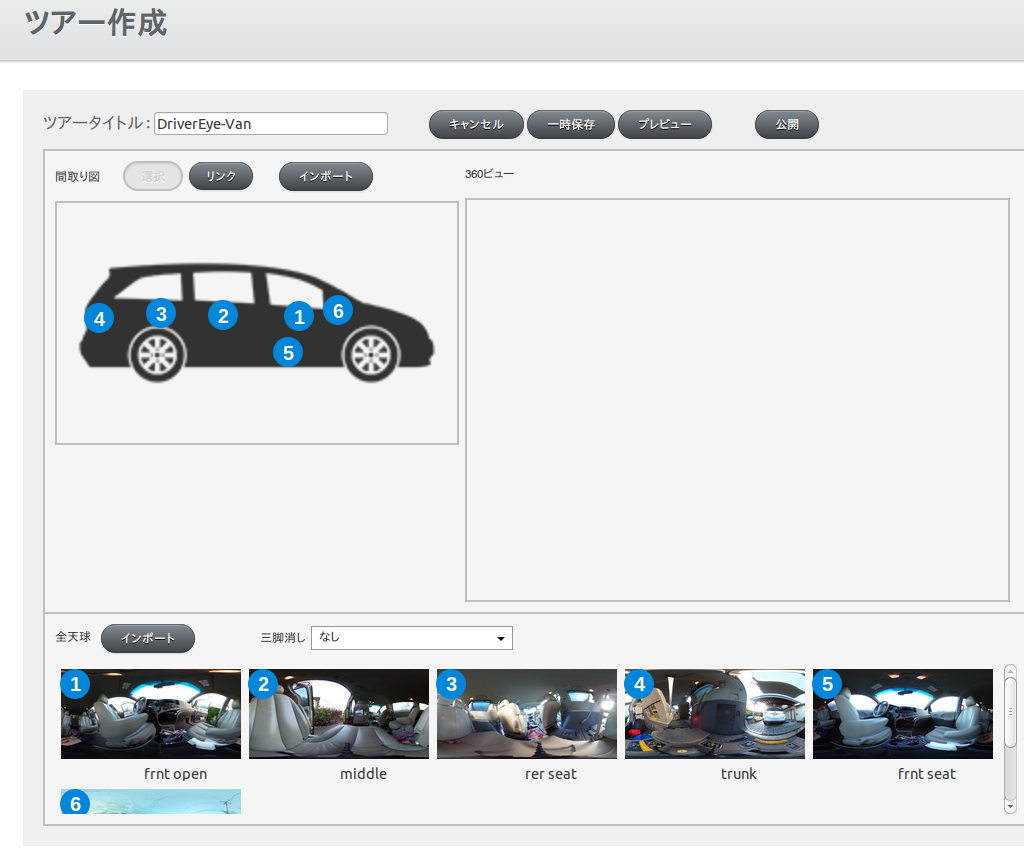 ツアー作成
ツアータイトル: DriverEye-Van キャンセル 一時保存 プレビュー 公開
間取り図 選択 リンク インポート 360ビュー
4 3 2 1 6
5
全天球 インポート 三脚消し なし
1 2 3 4 5
frnt open middle rer seat trunk frnt seat
6